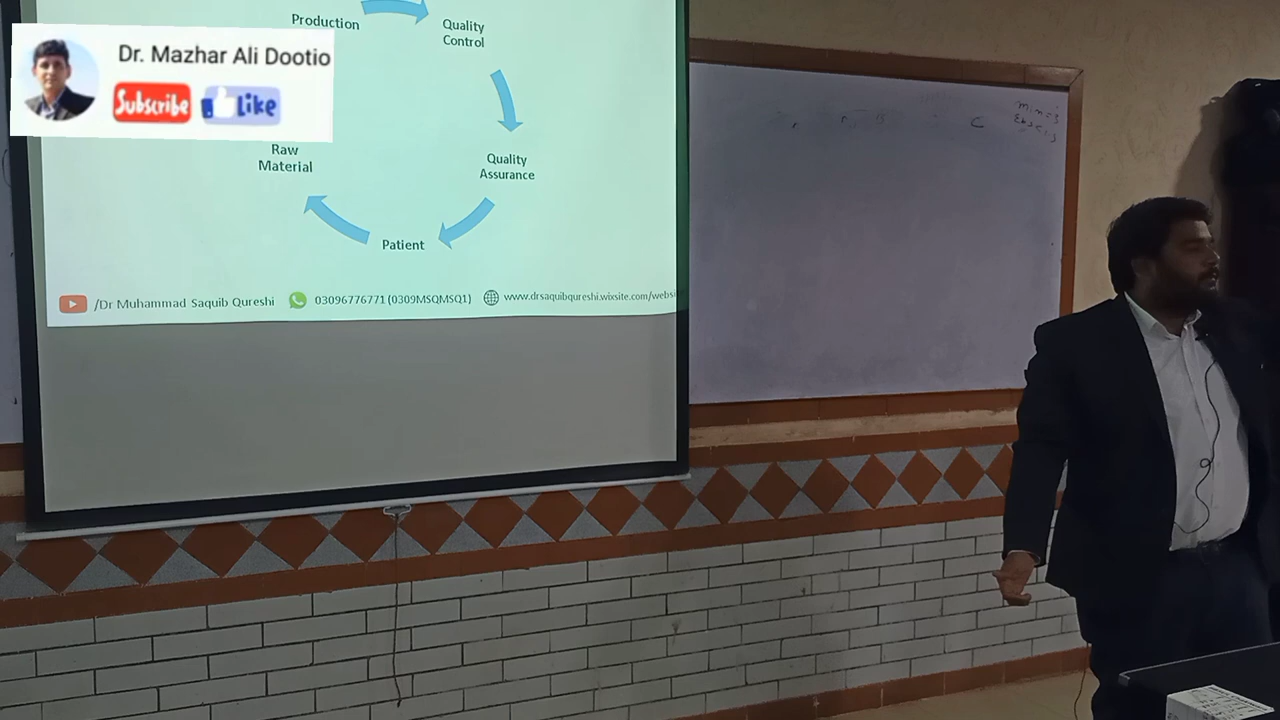 Dr. Mazhar Ali Dootio
Subscribe
Like
Production
Quality
Control
Quality
Assurance
Patient
Raw
Material
/Dr Muhammad Saquib Qureshi
03096776771 (0309MSQMSQ1)
www.drsaquibqureshi.wixsite.com/websi